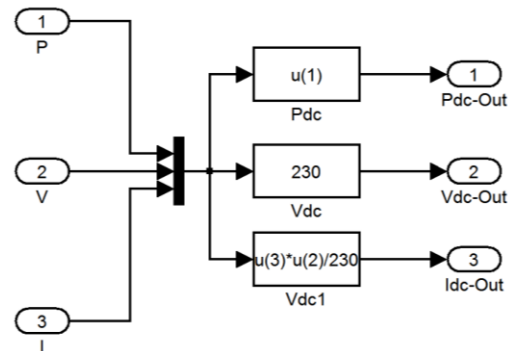 1
P
u(1)
Pdc
1
Pdc-Out
2
V
230
Vdc
2
Vdc-Out
3
I
u(3)*u(2)/230
Vdc1
3
Idc-Out